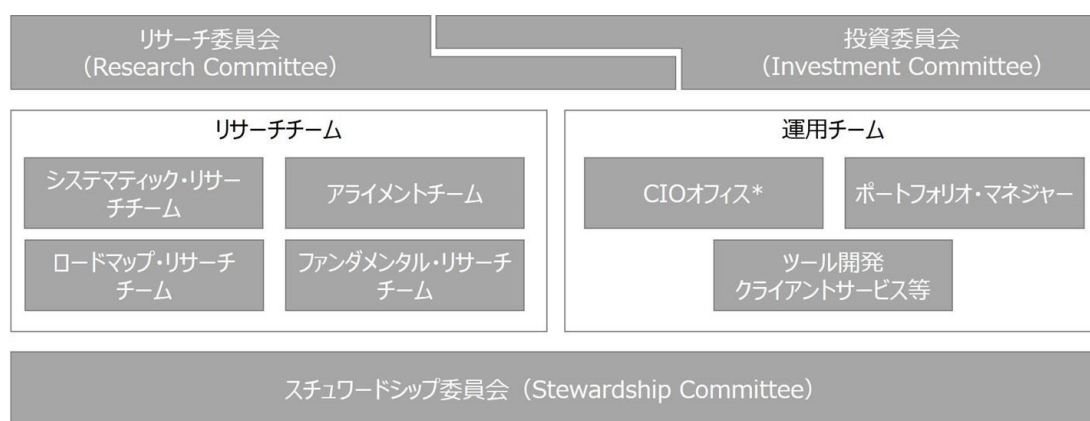 リサーチ委員会
（Research Committee）
投資委員会
（Investment Committee）
リサーチチーム
運用チーム
システマティック・リサー
チチーム
アライメントチーム
CIOオフィス*
ポートフォリオ・マネジャー
ロードマップ・リサーチ
チーム
ファンダメンタル・リサーチ
チーム
ツール開発
クライアントサービス等
スチュワードシップ委員会（Stewardship Committee）